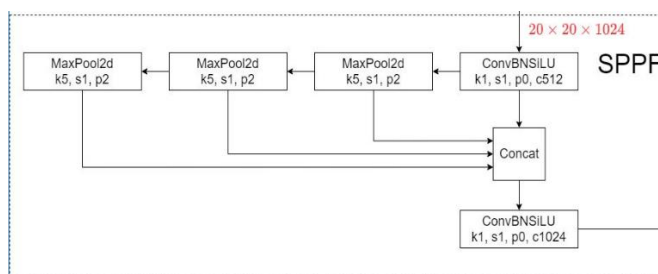 20 × 20 × 1024
MaxPool2d
k5, s1, p2
MaxPool2d
k5, s1, p2
MaxPool2d
k5, s1, p2
ConvBNSiLU
k1, s1, p0, c512
SPPF
Concat
ConvBNSiLU
k1, s1, p0, c1024